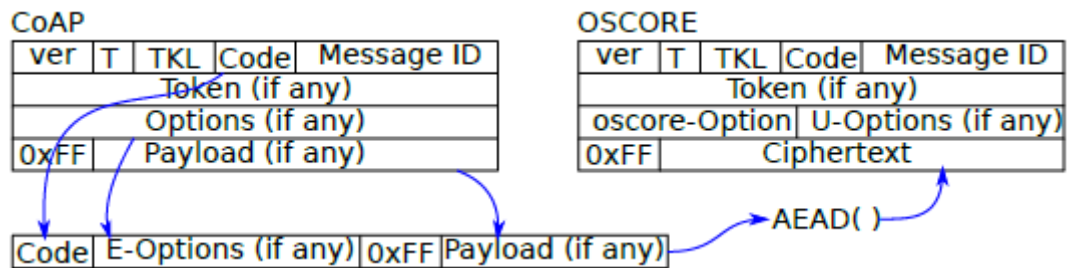 CoAP
ver T TKL Code Message ID
Token (if any)
Options (if any)
0xFF Payload (if any)
OSCORE
ver T TKL Code Message ID
Token (if any)
oscore-Option U-Options (if any)
0xFF Ciphertext
AEAD( )
Code E-Options (if any) 0xFF Payload (if any)